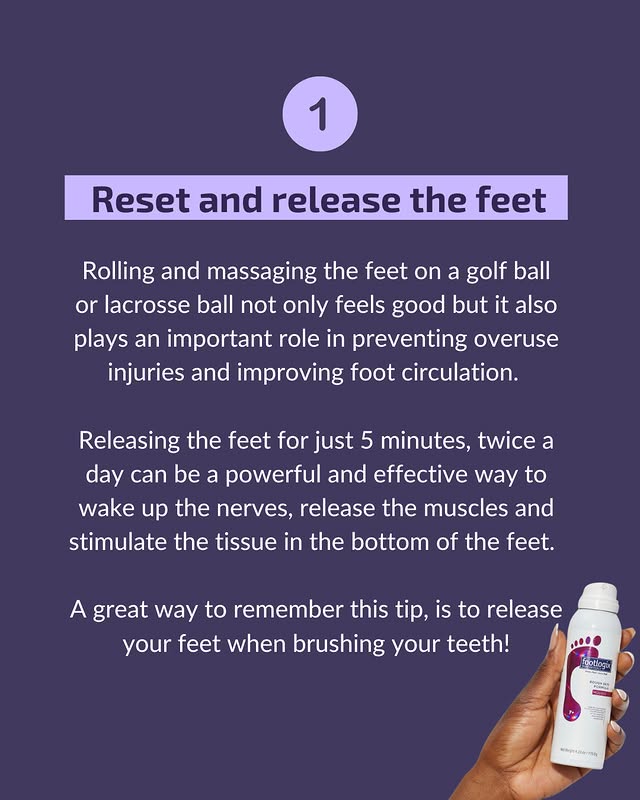 1
Reset and release the feet
Rolling and massaging the feet on a golf ball
or lacrosse ball not only feels good but it also
plays an important role in preventing overuse
injuries and improving foot circulation.
Releasing the feet for just 5 minutes, twice a
day can be a powerful and effective way to
wake up the nerves, release the muscles and
stimulate the tissue in the bottom of the feet.
A great way to remember this tip, is to release
your feet when brushing your teeth!
footlogix
ROUGH SKIN
FORMULA
7+